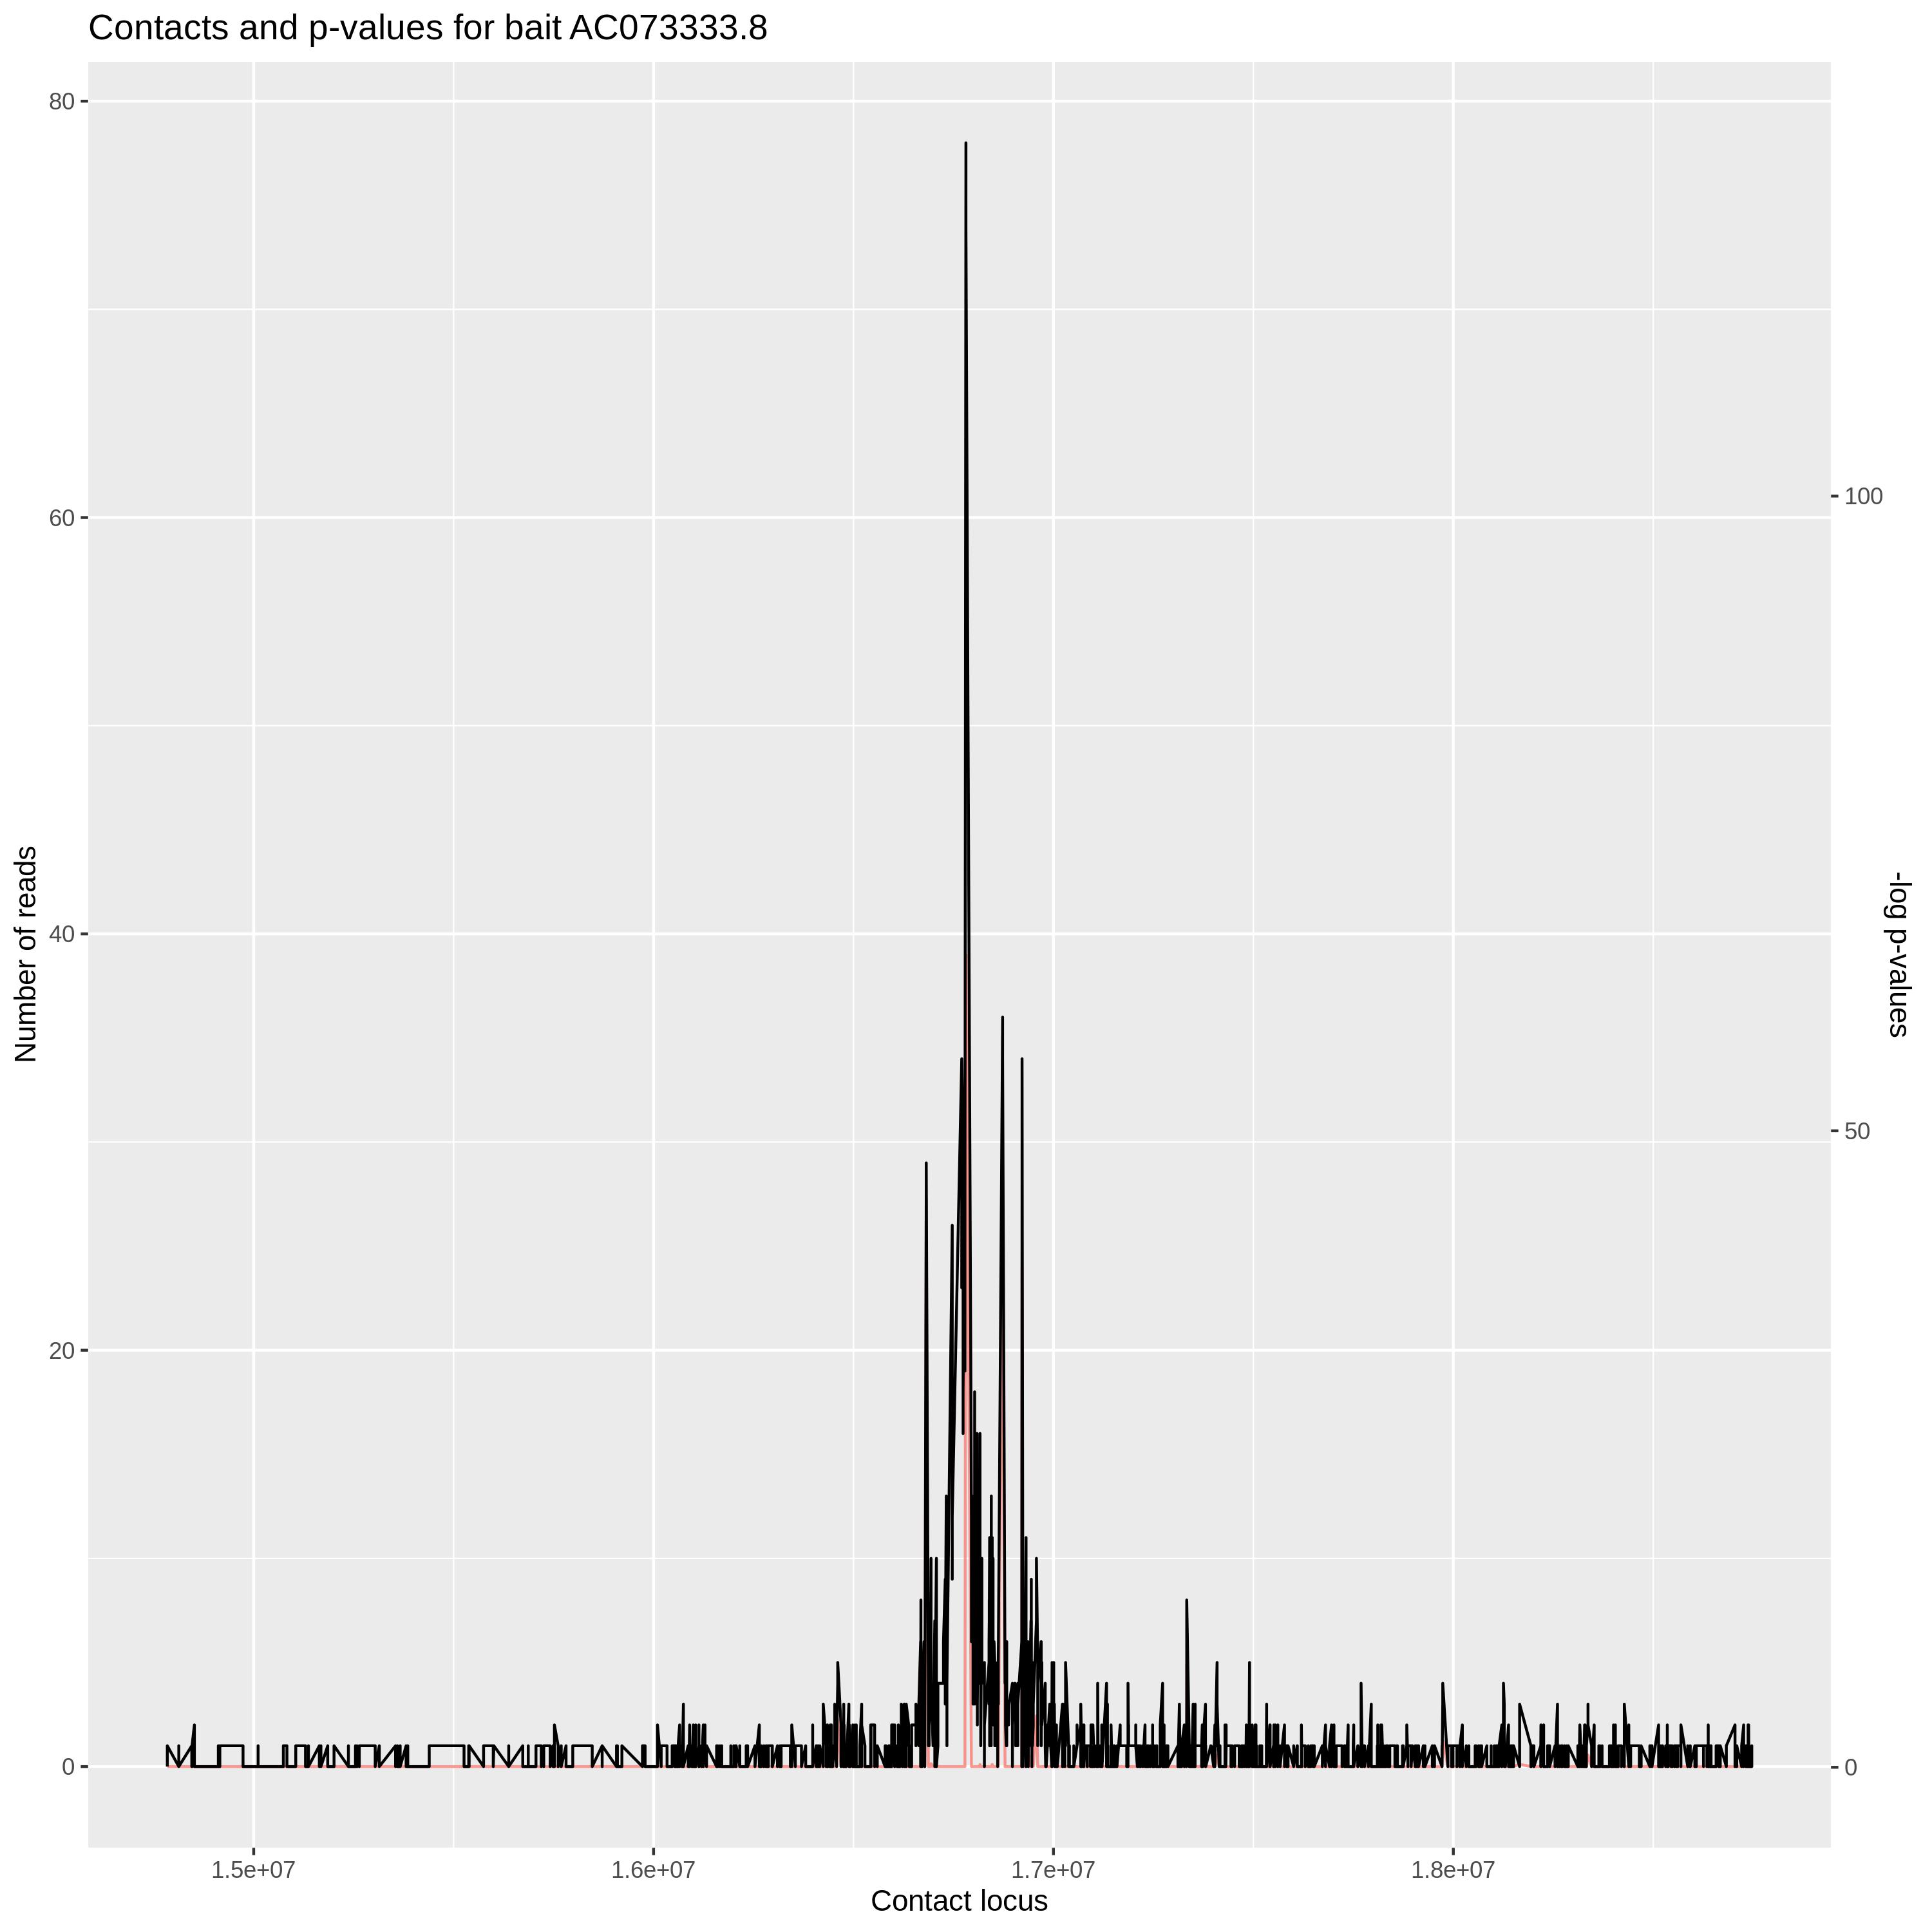 Contacts and p-values for bait AC073333.8
80
60
40
20
0
Number of reads
100
50
0
-log p-values
1.5e+07
1.6e+07
1.7e+07
1.8e+07
Contact locus